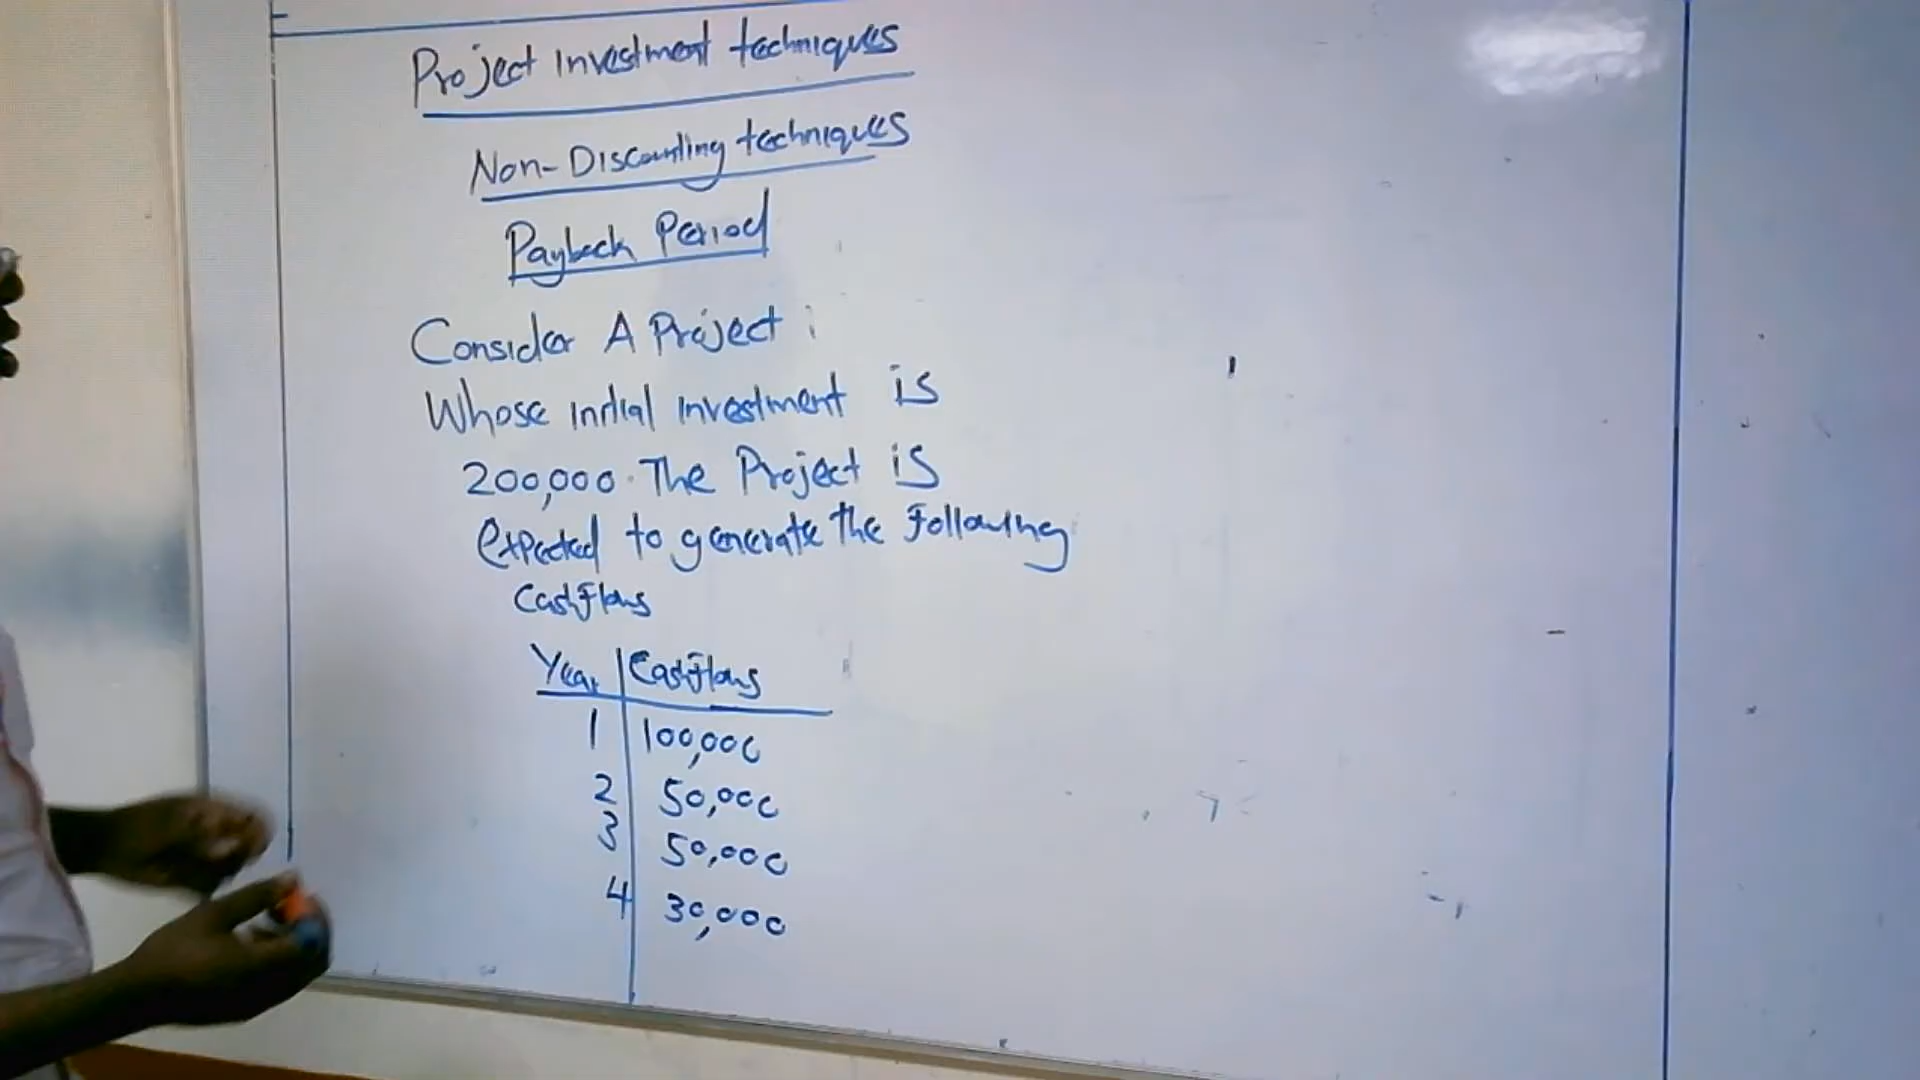 Project Investment techniques
Non-Discounting techniques
Payback Period
Consider A Project:
Whose initial investment is
200,000. The Project is
expected to generate the following
Cashflows
Year Cashflows
1 100,000
2 50,000
3 50,000
4 30,000